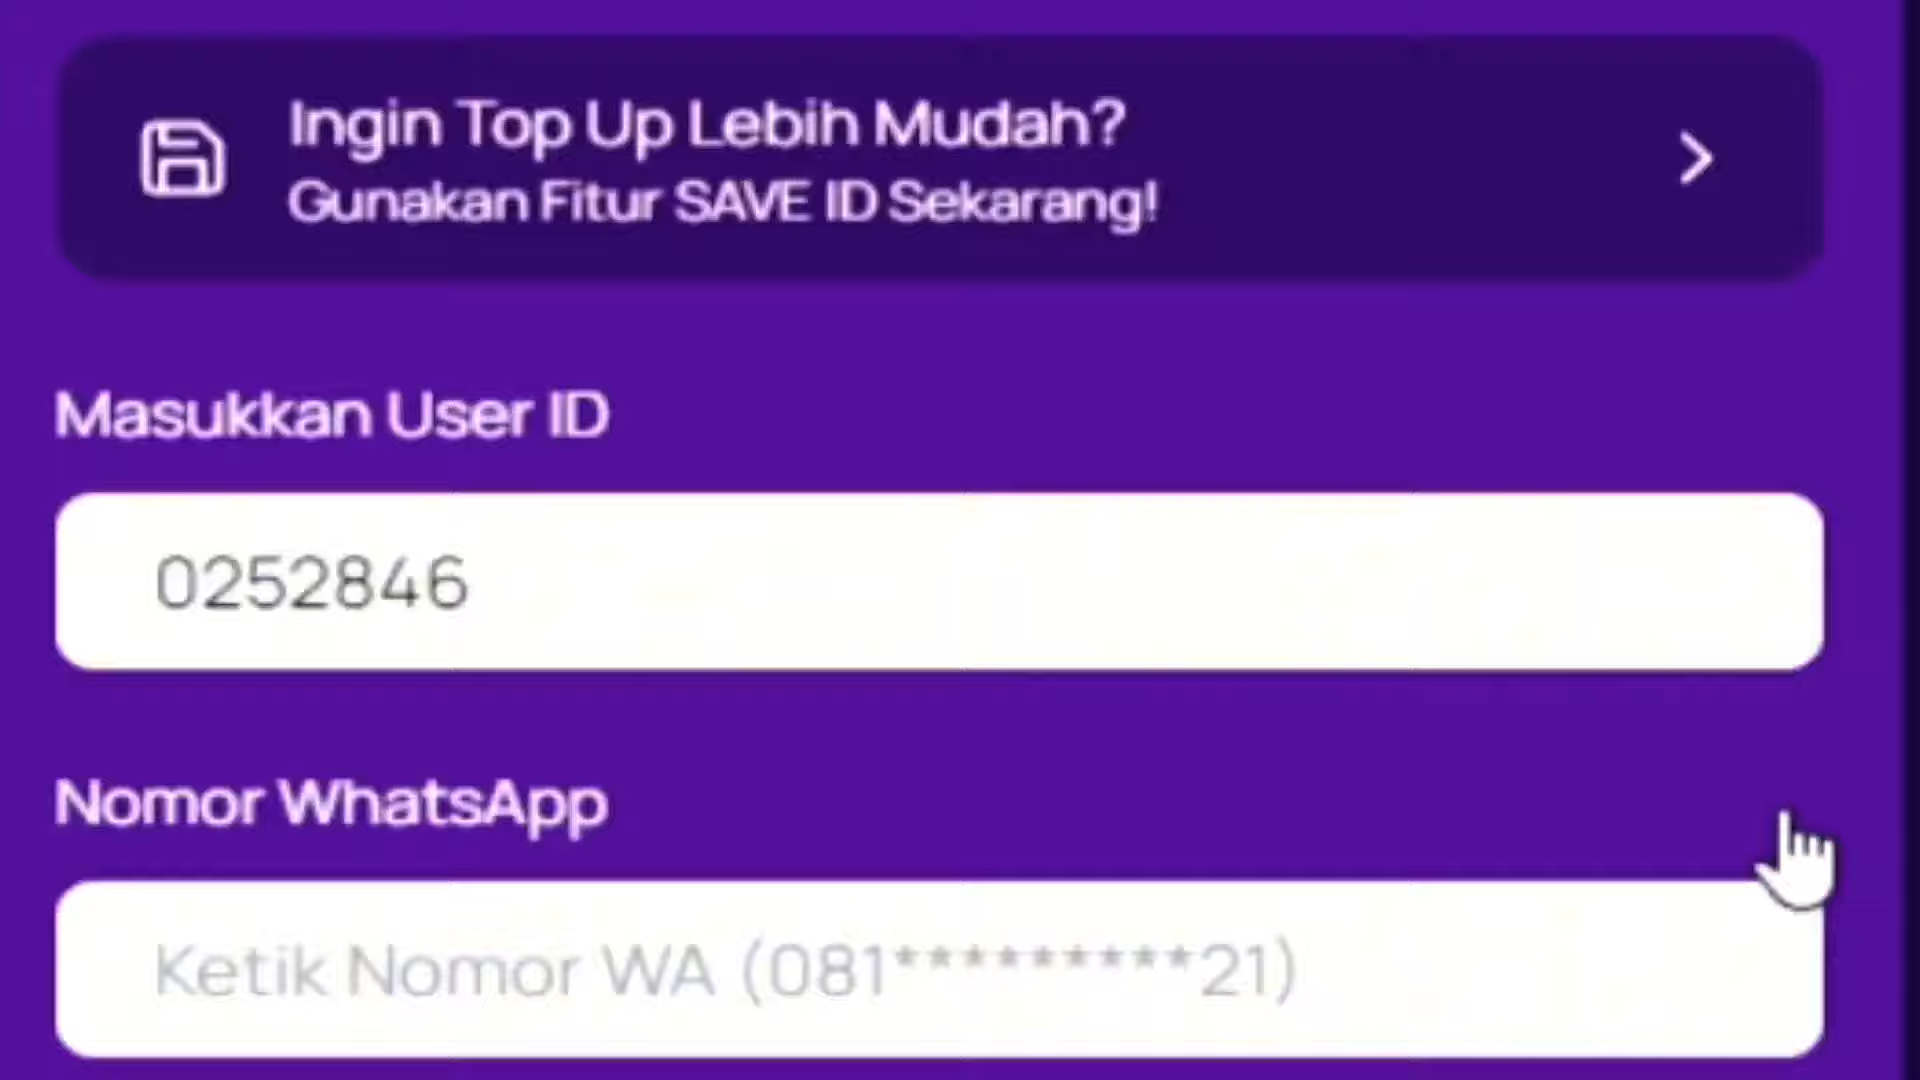 Ingin Top Up Lebih Mudah?
Gunakan Fitur SAVE ID Sekarang!
Masukkan User ID
0252846
Nomor WhatsApp
Ketik Nomor WA (081*********21)